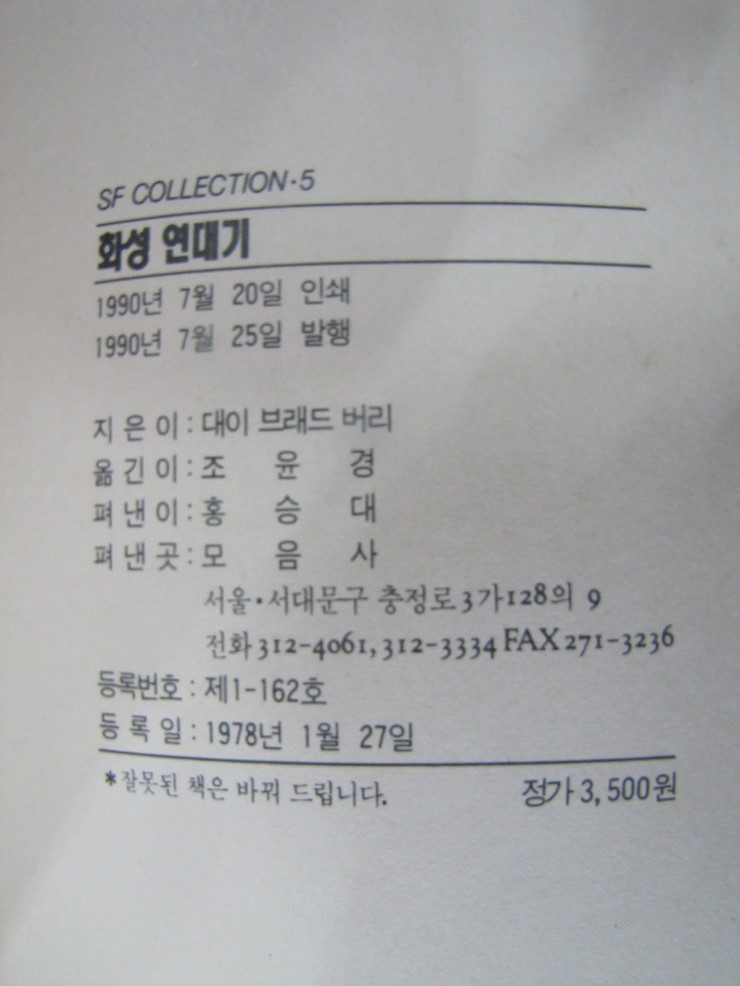 SF COLLECTION·5
화성 연대기
1990년 7월 20일 인쇄
1990년 7월 25일 발행
지은이:대이 브래드 버리
옮긴이:조 윤 경
펴낸이:홍 승 대
펴낸곳:모 음 사
서울·서대문구 충정로3가128의 9
전화312-4061,312-3334 FAX271-3236
등록번호:제1-162호
등록일:1978년 1월 27일
*잘못된 책은 바꿔 드립니다. 정가 3,500원